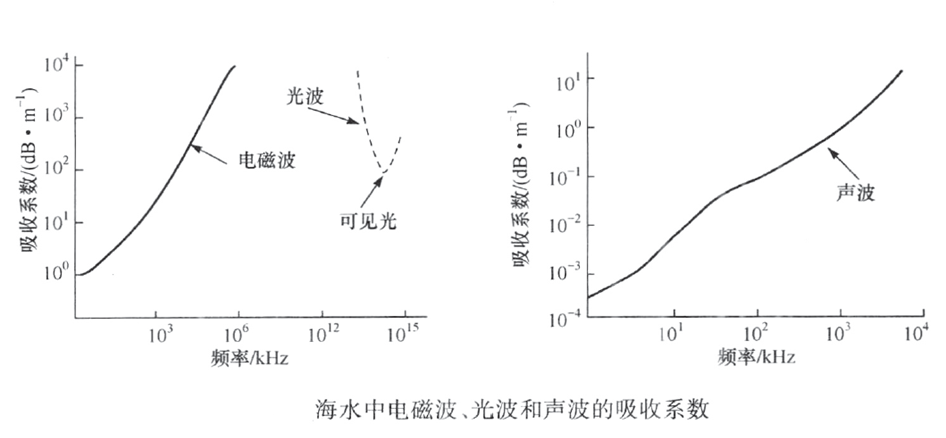 吸收系数/(dB·m⁻¹)
10⁴
10³
10²
10¹
10⁰
光波
电磁波
可见光
10³
10⁶
10¹²
10¹⁵
频率/kHz
吸收系数/(dB·m⁻¹)
10¹
10⁰
10⁻¹
10⁻²
10⁻³
10⁻⁴
声波
10¹
10²
10³
10⁴
频率/kHz
海水中电磁波、光波和声波的吸收系数